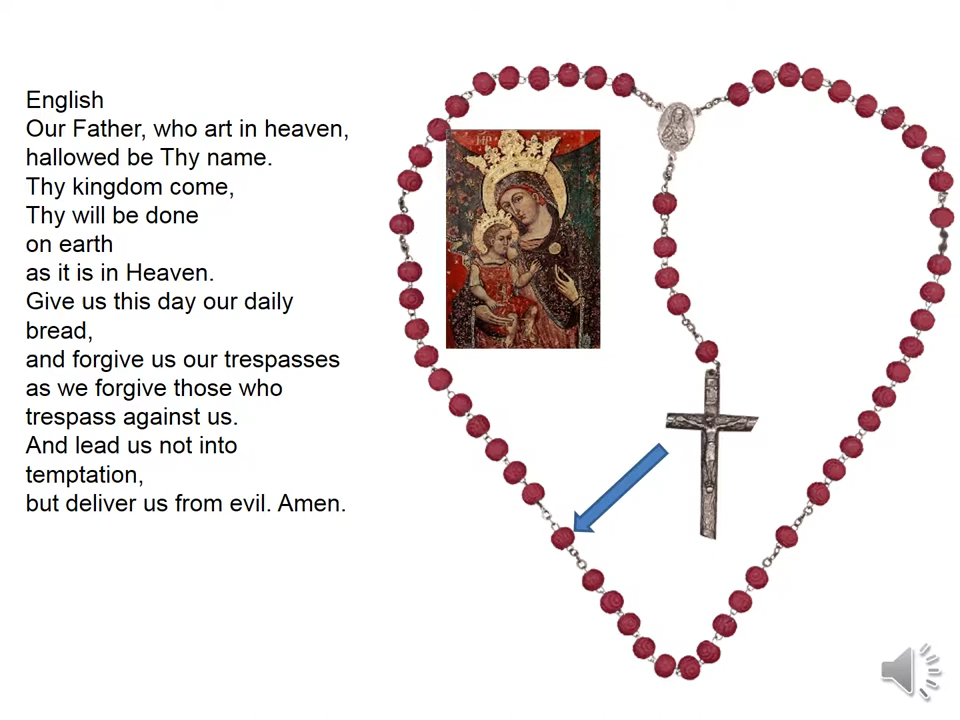 English
Our Father, who art in heaven,
hallowed be Thy name.
Thy kingdom come,
Thy will be done
on earth
as it is in Heaven.
Give us this day our daily
bread,
and forgive us our trespasses
as we forgive those who
trespass against us.
And lead us not into
temptation,
but deliver us from evil. Amen.